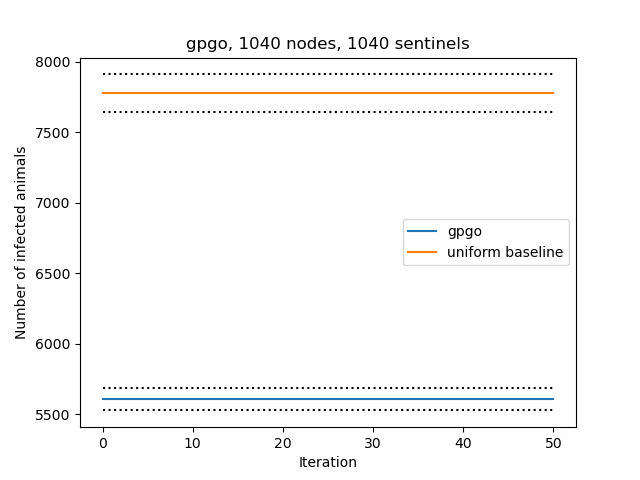 gpgo, 1040 nodes, 1040 sentinels
8000
7500
7000
6500
6000
5500
Number of infected animals
gpgo
uniform baseline
0 10 20 30 40 50
Iteration